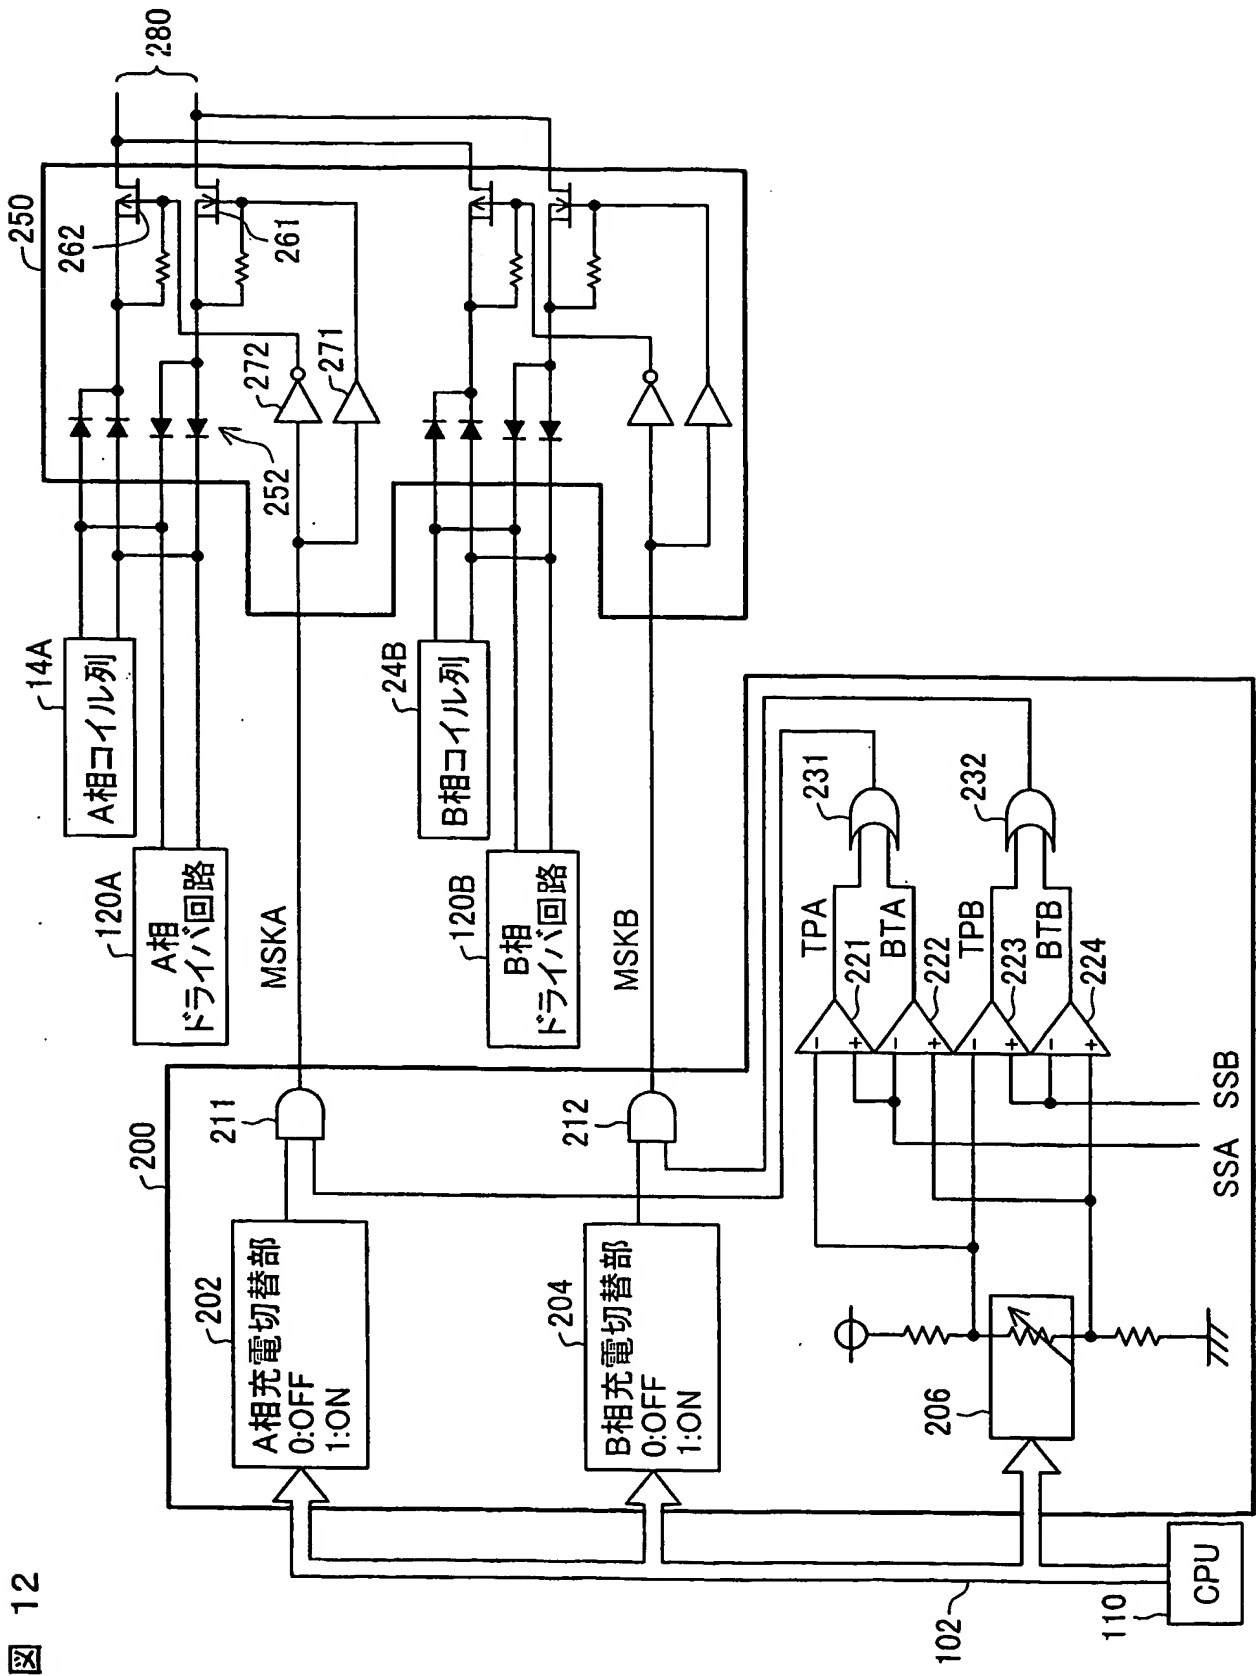 図 12
280
250
262
261
272
271
252
14A
A相コイル列
120A
A相
ドライバ回路
MSKA
24B
B相コイル列
120B
B相
ドライバ回路
MSKB
200
211
212
202
A相充電切替部
0:OFF
1:ON
204
B相充電切替部
0:OFF
1:ON
206
231
232
TPA
221
BTA
222
TPB
223
BTB
224
-
+
-
+
-
+
-
+
SSA
SSB
102
110
CPU